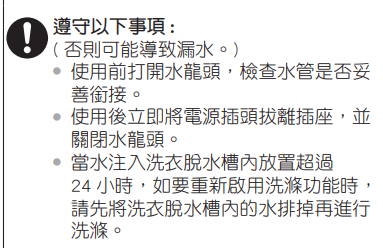 遵守以下事項：
（否則可能導致漏水。）
● 使用前打開水龍頭，檢查水管是否妥
善銜接。
● 使用後立即將電源插頭拔離插座，並
關閉水龍頭。
● 當水注入洗衣脫水槽內放置超過
24 小時，如要重新啟用洗滌功能時，
請先將洗衣脫水槽內的水排掉再進行
洗滌。